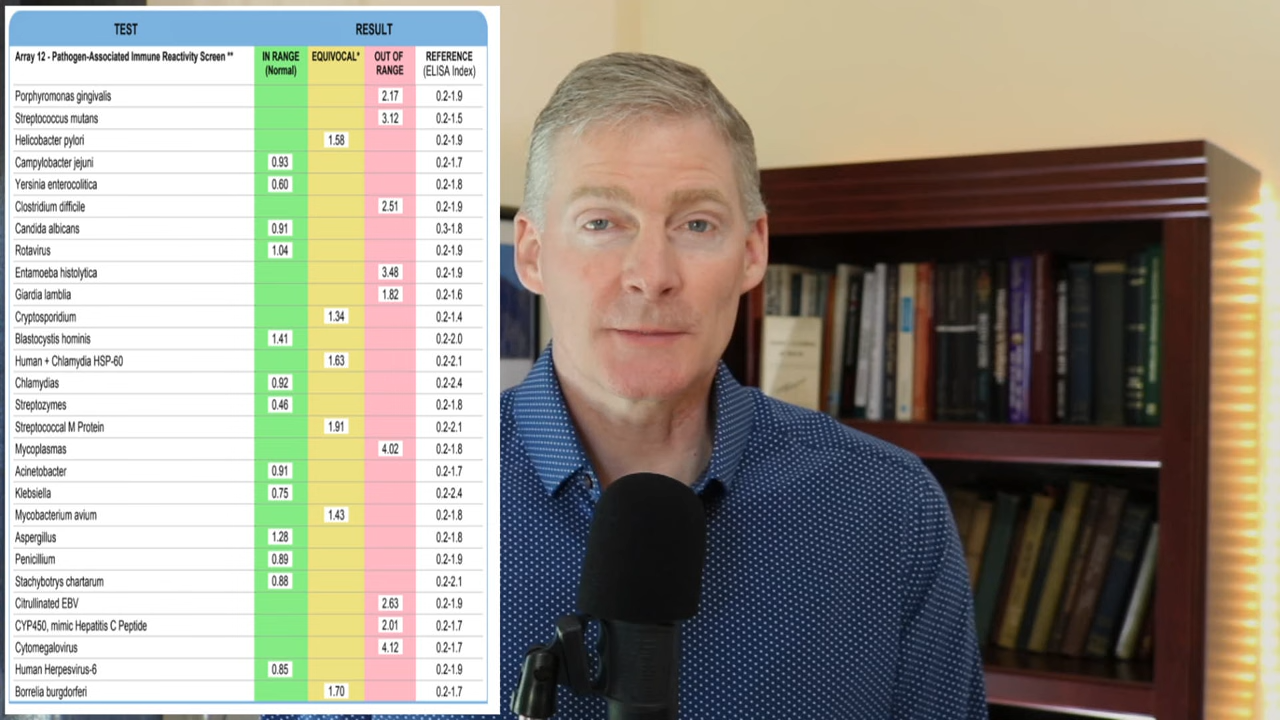 TEST RESULT
Array 12 - Pathogen-Associated Immune Reactivity Screen ** IN RANGE (Normal) EQUIVOCAL* OUT OF RANGE REFERENCE (ELISA Index)
Porphyromonas gingivalis 2.17 0.2-1.9
Streptococcus mutans 3.12 0.2-1.5
Helicobacter pylori 1.58 0.2-1.9
Campylobacter jejuni 0.93 0.2-1.7
Yersinia enterocolitica 0.60 0.2-1.8
Clostridium difficile 2.51 0.2-1.9
Candida albicans 0.91 0.3-1.8
Rotavirus 1.04 0.2-1.9
Entamoeba histolytica 3.48 0.2-1.9
Giardia lamblia 1.82 0.2-1.6
Cryptosporidium 1.34 0.2-1.4
Blastocystis hominis 1.41 0.2-2.0
Human + Chlamydia HSP-60 1.63 0.2-2.1
Chlamydias 0.92 0.2-2.4
Streptozymes 0.46 0.2-1.8
Streptococcal M Protein 1.91 0.2-2.1
Mycoplasmas 4.02 0.2-1.8
Acinetobacter 0.91 0.2-1.7
Klebsiella 0.75 0.2-2.4
Mycobacterium avium 1.43 0.2-1.8
Aspergillus 1.28 0.2-1.8
Penicillium 0.89 0.2-1.9
Stachybotrys chartarum 0.88 0.2-2.1
Citrullinated EBV 2.63 0.2-1.9
CYP450, mimic Hepatitis C Peptide 2.01 0.2-1.7
Cytomegalovirus 4.12 0.2-1.7
Human Herpesvirus-6 0.85 0.2-1.9
Borrelia burgdorferi 1.70 0.2-1.7